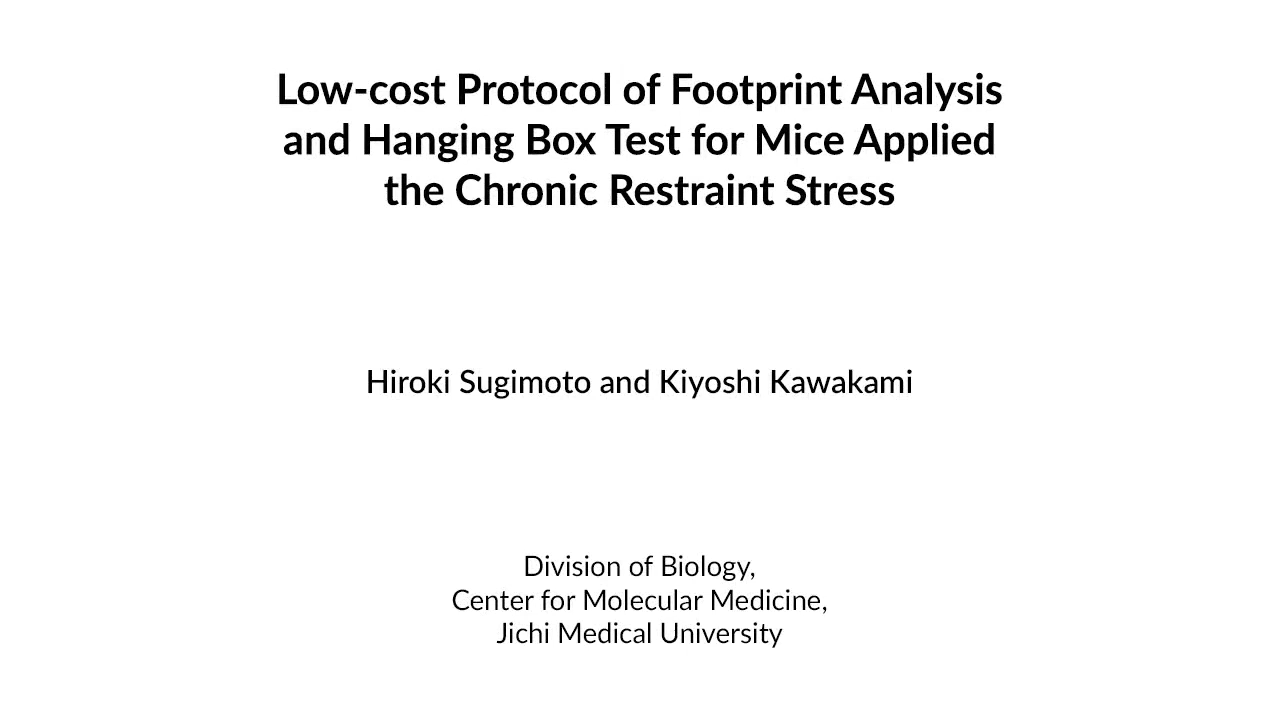 Low-cost Protocol of Footprint Analysis
and Hanging Box Test for Mice Applied
the Chronic Restraint Stress
Hiroki Sugimoto and Kiyoshi Kawakami
Division of Biology,
Center for Molecular Medicine,
Jichi Medical University